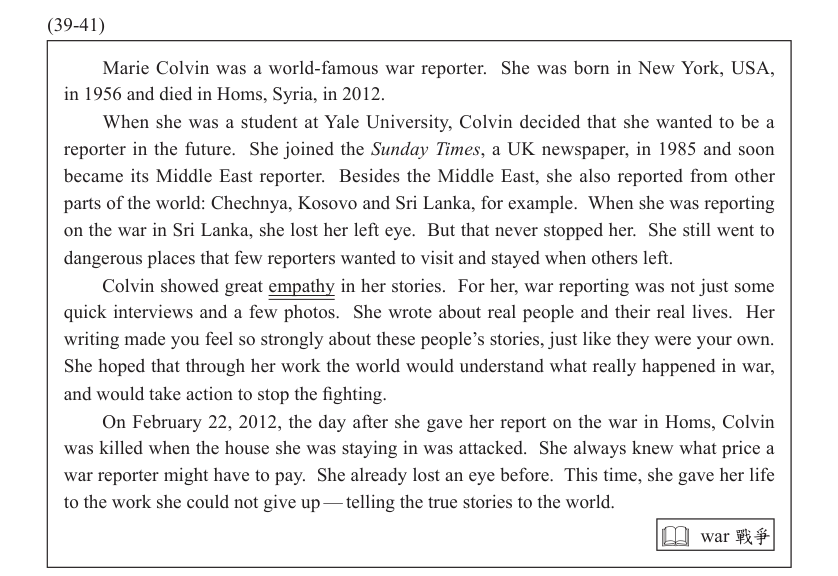 (39-41)
Marie Colvin was a world-famous war reporter. She was born in New York, USA,
in 1956 and died in Homs, Syria, in 2012.
When she was a student at Yale University, Colvin decided that she wanted to be a
reporter in the future. She joined the Sunday Times, a UK newspaper, in 1985 and soon
became its Middle East reporter. Besides the Middle East, she also reported from other
parts of the world: Chechnya, Kosovo and Sri Lanka, for example. When she was reporting
on the war in Sri Lanka, she lost her left eye. But that never stopped her. She still went to
dangerous places that few reporters wanted to visit and stayed when others left.
Colvin showed great empathy in her stories. For her, war reporting was not just some
quick interviews and a few photos. She wrote about real people and their real lives. Her
writing made you feel so strongly about these people’s stories, just like they were your own.
She hoped that through her work the world would understand what really happened in war,
and would take action to stop the fighting.
On February 22, 2012, the day after she gave her report on the war in Homs, Colvin
was killed when the house she was staying in was attacked. She always knew what price a
war reporter might have to pay. She already lost an eye before. This time, she gave her life
to the work she could not give up—telling the true stories to the world.
war 戰爭